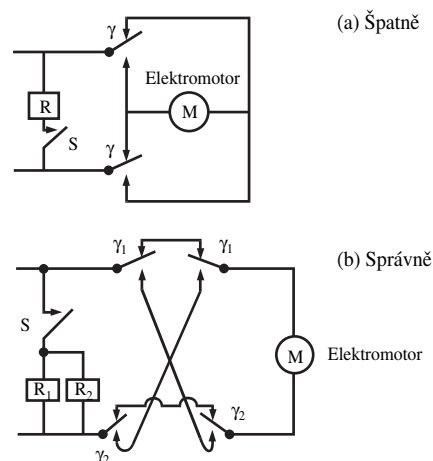 (a) Špatně
γ
Elektromotor
R
M
S
γ
γ₁
γ₁
(b) Správně
S
M
Elektromotor
R₁
R₂
γ₂
γ₂